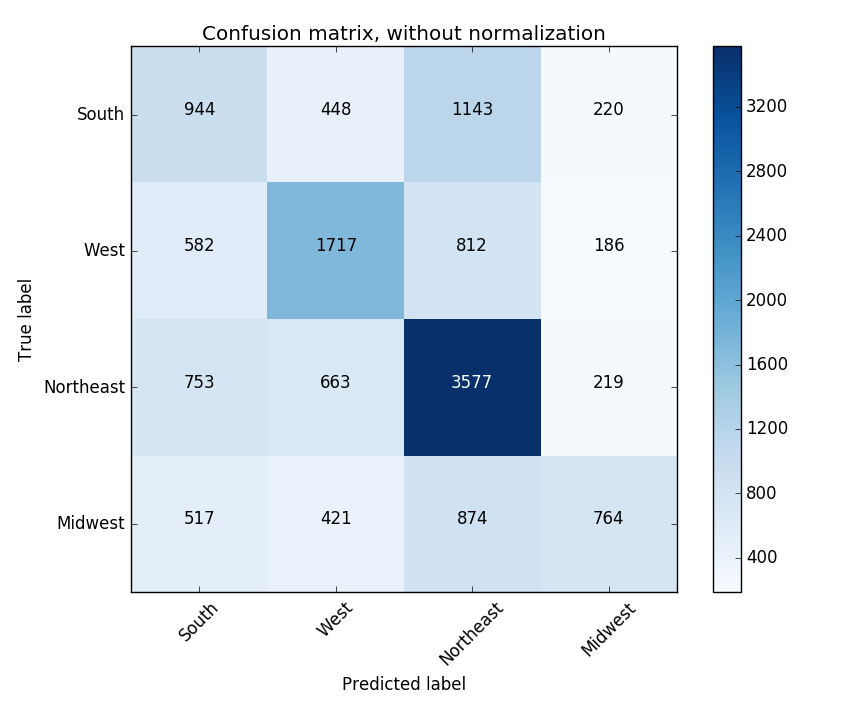 Confusion matrix, without normalization
South 944 448 1143 220
West 582 1717 812 186
Northeast 753 663 3577 219
Midwest 517 421 874 764
South West Northeast Midwest
Predicted label
True label
3200
2800
2400
2000
1600
1200
800
400